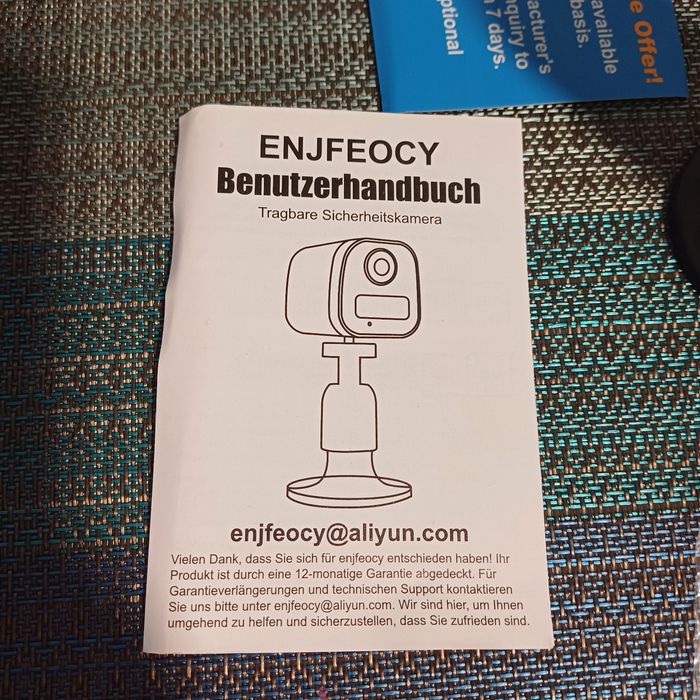 ENJFEOCY
Benutzerhandbuch
Tragbare Sicherheitskamera
enjfeocy@aliyun.com
Vielen Dank, dass Sie sich für enjfeocy entschieden haben! Ihr
Produkt ist durch eine 12-monatige Garantie abgedeckt. Für
Garantieverlängerungen und technischen Support kontaktieren
Sie uns bitte unter enjfeocy@aliyun.com. Wir sind hier, um Ihnen
umgehend zu helfen und sicherzustellen, dass Sie zufrieden sind.
Offer!
available
basis.
quiry to
7 days.